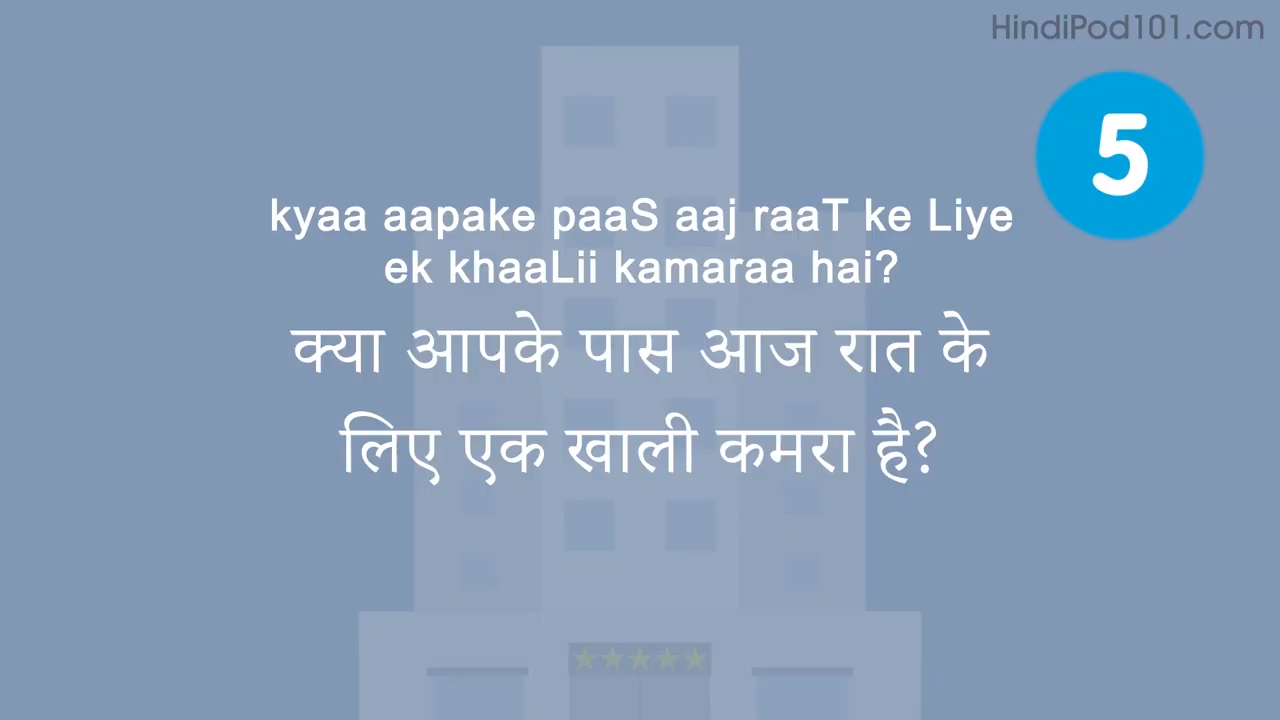 HindiPod101.com
5
kyaa aapake paaS aaj raaT ke Liye
ek khaaLii kamaraa hai?
क्या आपके पास आज रात के
लिए एक खाली कमरा है?